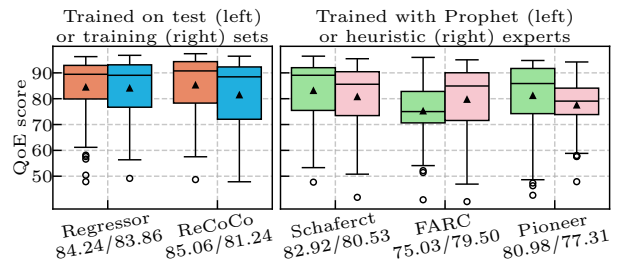 Trained on test (left)
or training (right) sets
Trained with Prophet (left)
or heuristic (right) experts
QoE score
90
80
70
60
50
Regressor
84.24/83.86
ReCoCo
85.06/81.24
Schaferct
82.92/80.53
FARC
75.03/79.50
Pioneer
80.98/77.31